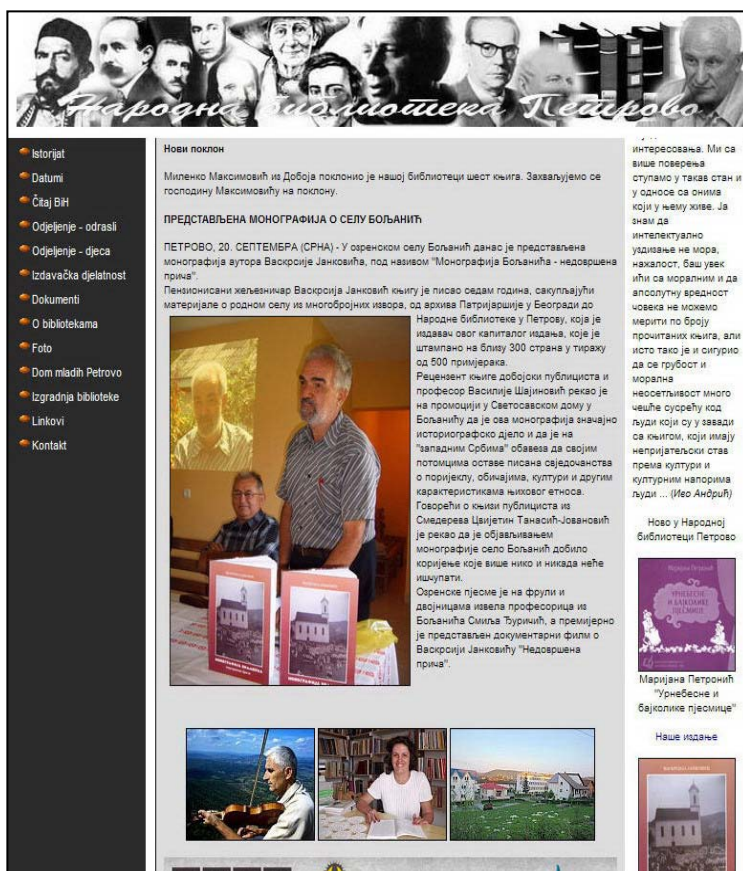 Народна библиотека Петрово
Istorijat
Datumi
Čitaj BiH
Odjeljenje - odrasli
Odjeljenje - djeca
Izdavačka djelatnost
Dokumenti
O bibliotekama
Foto
Dom mladih Petrovo
Izgradnja biblioteke
Linkovi
Kontakt
Нови поклон
Миленко Максимовић из Добоја поклонио је нашој библиотеци шест књига. Захваљујемо се
господину Максимовићу на поклону.
ПРЕДСТАВЉЕНА МОНОГРАФИЈА О СЕЛУ БОЉАНИЋ
ПЕТРОВО, 20. СЕПТЕМБРА (СРНА) - У озренском селу Бољанић данас је представљена
монографија аутора Васкрсије Јанковића, под називом "Монографија Бољанића - недовршена
прича".
Пензионисани жељезничар Васкрсија Јанковић књигу је писао седам година, сакупљајући
материјале о родном селу из многобројних извора, од архива Патријаршије у Београди до
Народне библиотеке у Петрову, која је
издавач овог капиталог издања, које је
штампано на близу 300 страна у тиражу
од 500 примјерака.
Рецензент књиге добојски публициста и
професор Василије Шајиновић рекао је
на промоцији у Светосавском дому у
Бољанићу да је ова монографија значајно
историографско дјело и да је на
"западним Србима" обавеза да својим
потомцима оставе писана свједочанства
о поријеклу, обичајима, култури и другим
карактеристикама њиховог етноса.
Говорећи о књизи публициста из
Смедерева Цвијетин Танасић-Јовановић
је рекао да је објављивањем
монографије село Бољанић добило
коријење које више нико и никада неће
ишчупати.
Озренске пјесме је на фрули и
двојницама извела професорица из
Бољанића Смиља Ђуричић, а премијерно
је представљен документарни филм о
Васкрсији Јанковићу "Недовршена
прича".
интересовања. Ми са
више поверења
ступамо у такав стан и
у односе са онима
који у њему живе. Ја
знам да
интелектуално
уздизање не мора,
нажалост, баш увек
ићи са моралним и да
апсолутну вредност
човека не можемо
мерити по броју
прочитаних књига, али
исто тако је и сигурио
да се грубост и
морална
неосетљивост много
чешће сусрећу код
људи који су у завади
са књигом, који имају
непријатељски став
према култури и
културним напорима
људи ... (Иво Андрић)
Ново у Народној
библиотеци Петрово
Маријана Петронић
УРНЕБЕСНЕ
И БАЈКОЛИКЕ
ПЈЕСМИЦЕ
Маријана Петронић
"Урнебесне и
бајколике пјесмице"
Наше издање